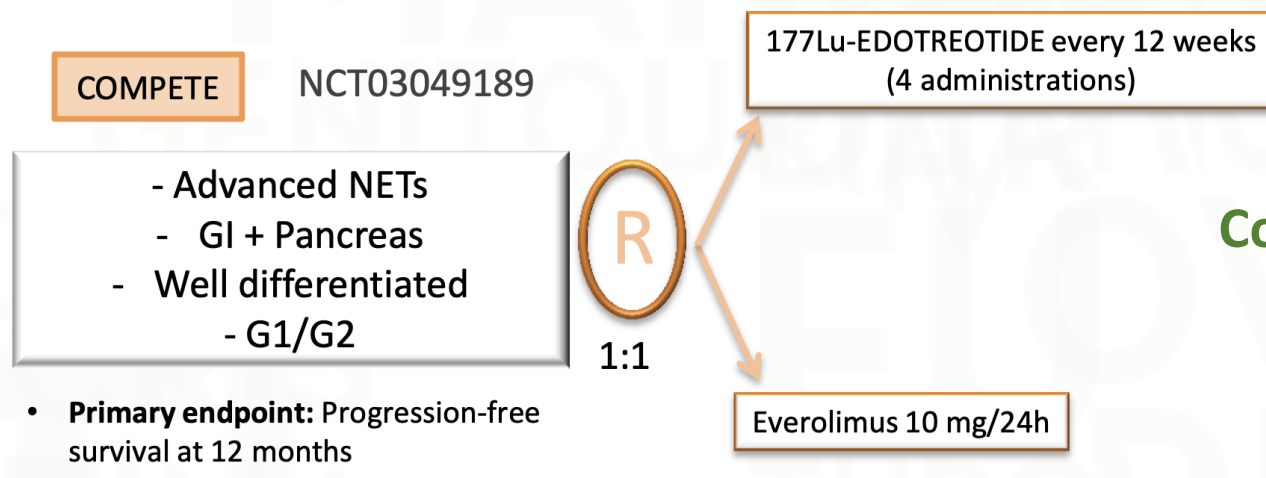 177Lu-EDOTREOTIDE every 12 weeks
(4 administrations)
COMPETE
NCT03049189
- Advanced NETs
- GI + Pancreas
- Well differentiated
- G1/G2
R
1:1
Co
• Primary endpoint: Progression-free
survival at 12 months
Everolimus 10 mg/24h